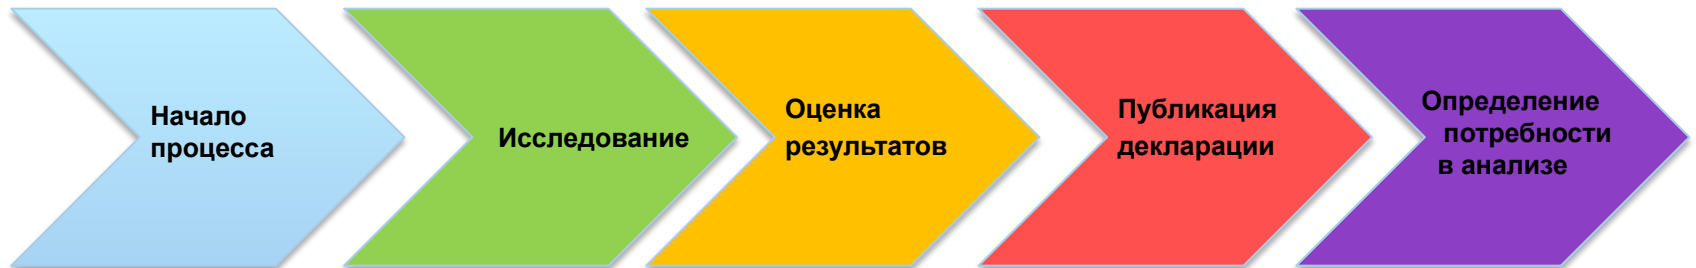 Начало
процесса
Исследование
Оценка
результатов
Публикация
декларации
Определение
потребности
в анализе